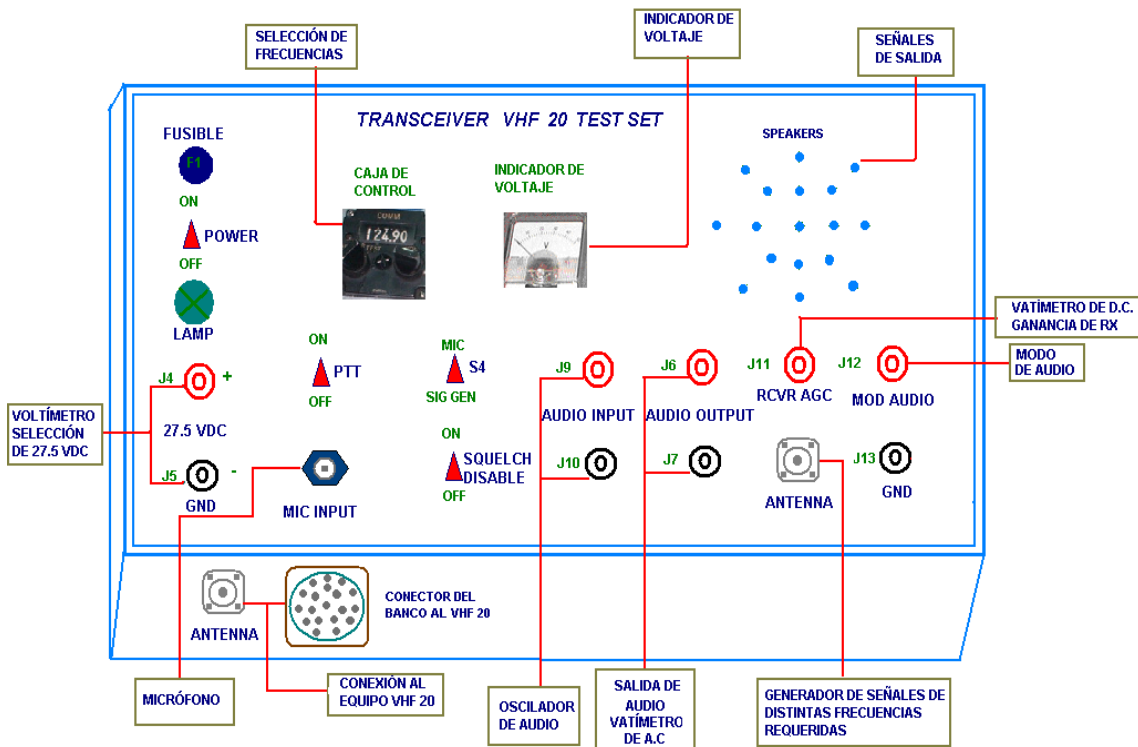 SELECCIÓN DE
FRECUENCIAS
INDICADOR DE
VOLTAJE
SEÑALES
DE SALIDA
TRANSCEIVER VHF 20 TEST SET
FUSIBLE
F1
ON
POWER
OFF
LAMP
CAJA DE
CONTROL
COMM
124.90
INDICADOR DE
VOLTAJE
V
SPEAKERS
VATÍMETRO DE D.C.
GANANCIA DE RX
MODO
DE AUDIO
J4
+
27.5 VDC
J5
-
GND
VOLTÍMETRO
SELECCIÓN
DE 27.5 VDC
ON
PTT
OFF
MIC INPUT
MIC
S4
SIG GEN
ON
SQUELCH
DISABLE
OFF
J9
AUDIO INPUT
J10
J6
AUDIO OUTPUT
J7
J11
RCVR AGC
J12
MOD AUDIO
ANTENNA
J13
GND
ANTENNA
CONECTOR DEL
BANCO AL VHF 20
MICRÓFONO
CONEXIÓN AL
EQUIPO VHF 20
OSCILADOR
DE AUDIO
SALIDA DE
AUDIO
VATÍMETRO
DE A.C
GENERADOR DE SEÑALES DE
DISTINTAS FRECUENCIAS
REQUERIDAS